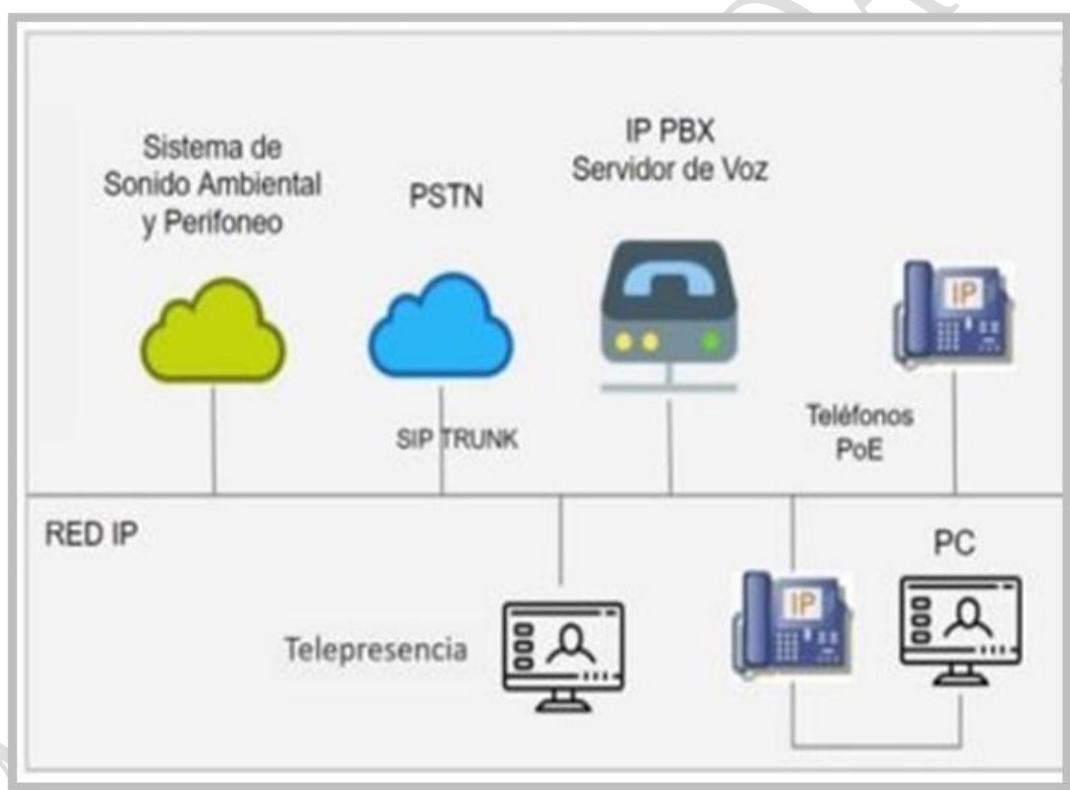 Sistema de
Sonido Ambiental
y Perifoneo
PSTN
IP PBX
Servidor de Voz
IP
SIP TRUNK
Teléfonos
PoE
RED IP
PC
IP
Telepresencia